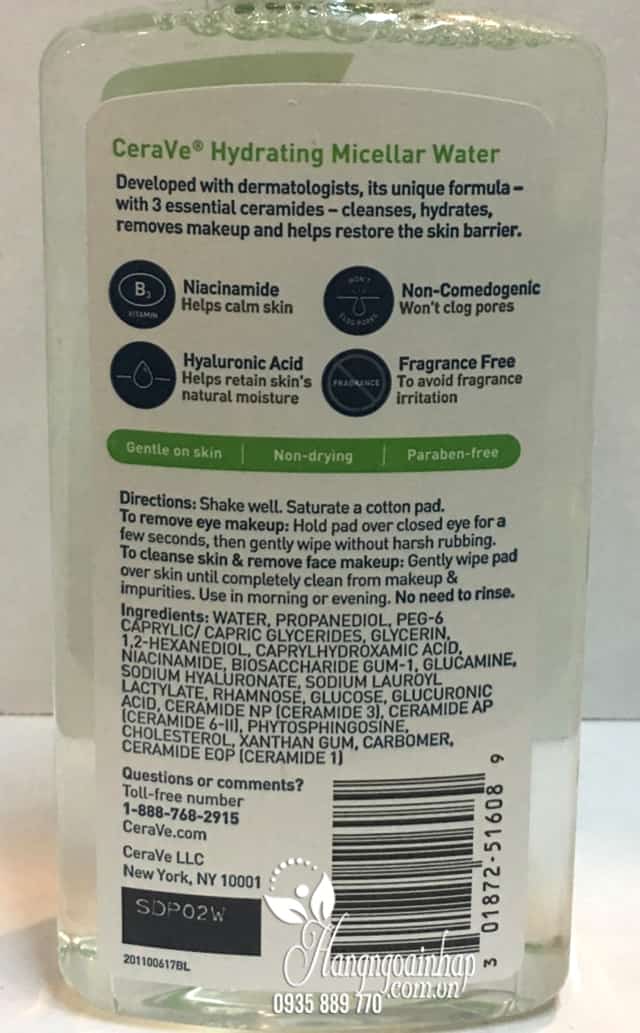 CeraVe® Hydrating Micellar Water
Developed with dermatologists, its unique formula –
with 3 essential ceramides – cleanses, hydrates,
removes makeup and helps restore the skin barrier.
B3
VITAMIN
Niacinamide
Helps calm skin
WON'T
CLOG PORES
Non-Comedogenic
Won't clog pores
Hyaluronic Acid
Helps retain skin's
natural moisture
FRAGRANCE
Fragrance Free
To avoid fragrance
irritation
Gentle on skin | Non-drying | Paraben-free
Directions: Shake well. Saturate a cotton pad.
To remove eye makeup: Hold pad over closed eye for a
few seconds, then gently wipe without harsh rubbing.
To cleanse skin & remove face makeup: Gently wipe pad
over skin until completely clean from makeup &
impurities. Use in morning or evening. No need to rinse.
Ingredients: WATER, PROPANEDIOL, PEG-6
CAPRYLIC/ CAPRIC GLYCERIDES, GLYCERIN,
1,2-HEXANEDIOL, CAPRYLHYDROXAMIC ACID,
NIACINAMIDE, BIOSACCHARIDE GUM-1, GLUCAMINE,
SODIUM HYALURONATE, SODIUM LAUROYL
LACTYLATE, RHAMNOSE, GLUCOSE, GLUCURONIC
ACID, CERAMIDE NP (CERAMIDE 3), CERAMIDE AP
(CERAMIDE 6-II), PHYTOSPHINGOSINE,
CHOLESTEROL, XANTHAN GUM, CARBOMER,
CERAMIDE EOP (CERAMIDE 1)
Questions or comments?
Toll-free number
1-888-768-2915
CeraVe.com
CeraVe LLC
New York, NY 10001
SDP02W
201100617BL
3 01872-51608 9
Hangngoainhap
.com.vn
0935 889 770